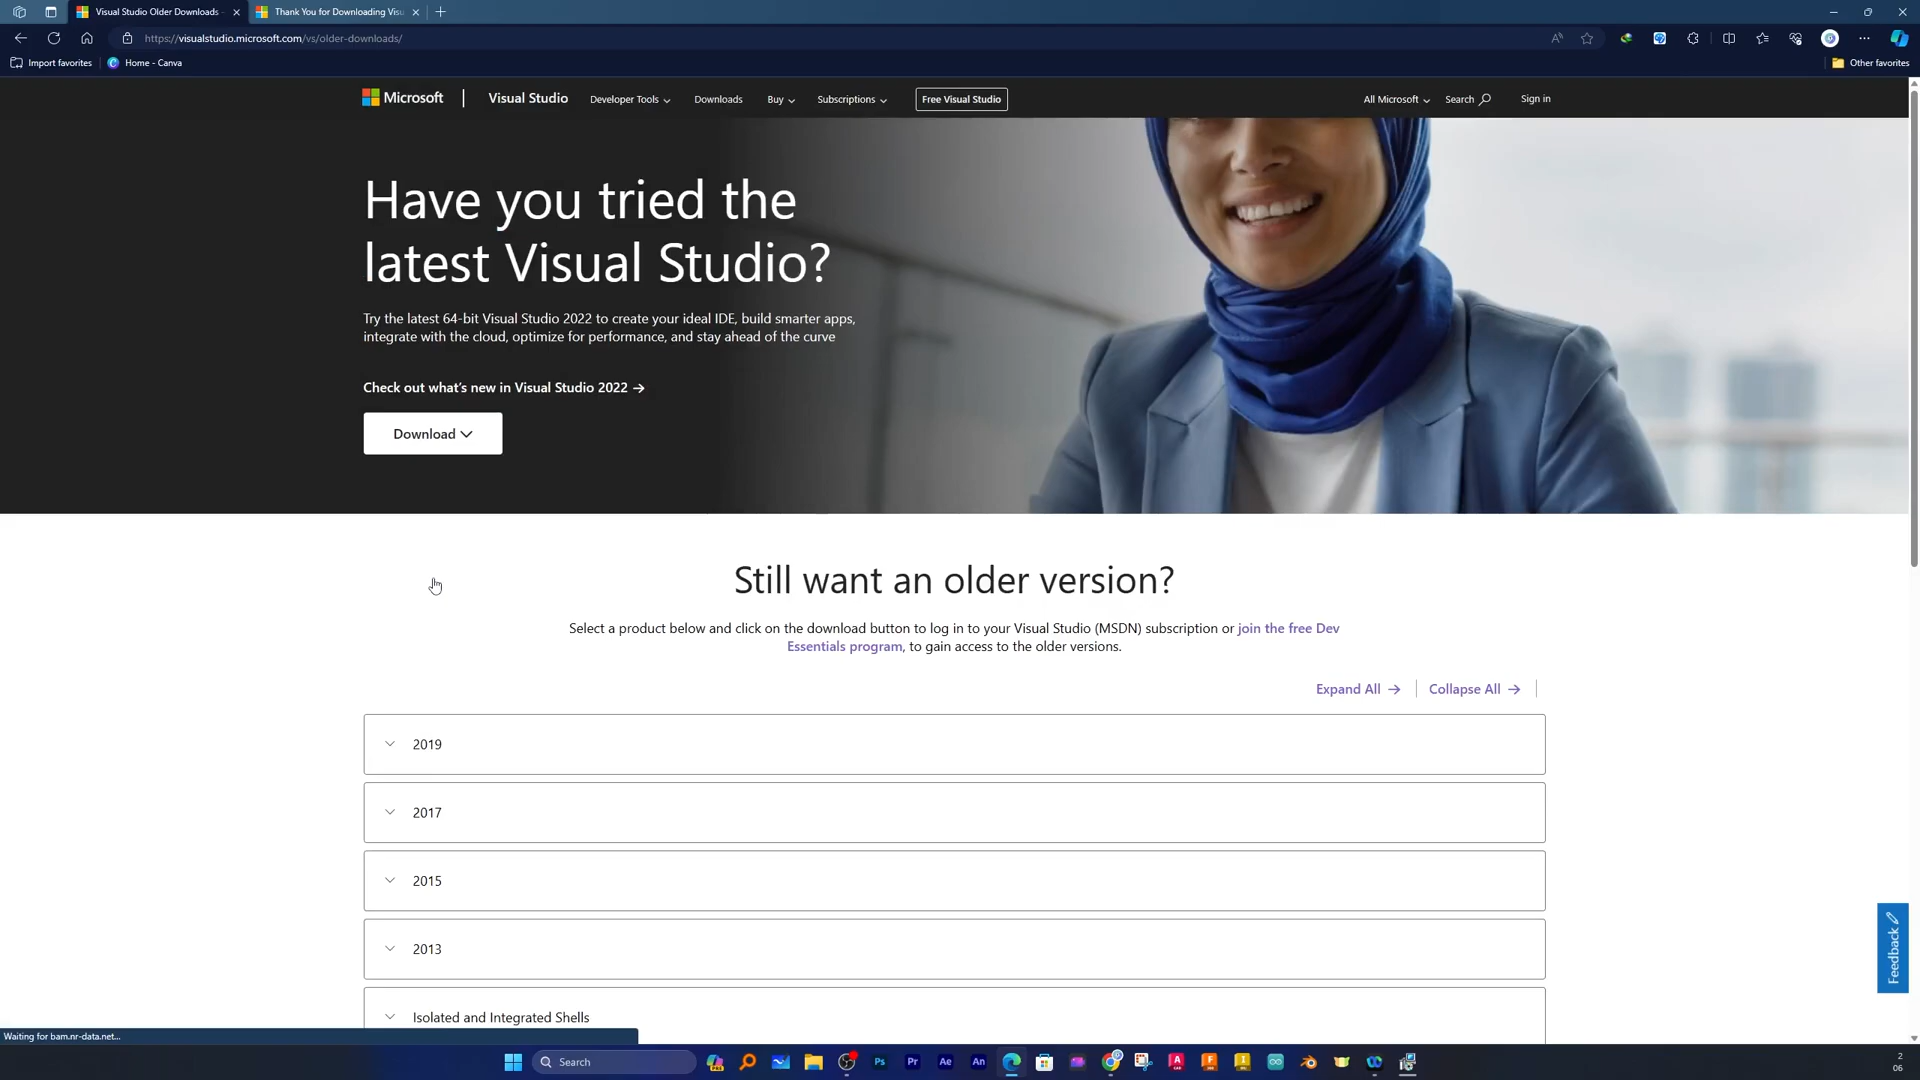 Visual Studio Older Downloads -
Thank You for Downloading Visu
https://visualstudio.microsoft.com/vs/older-downloads/
Import favorites
Home - Canva
Other favorites
Microsoft
Visual Studio
Developer Tools
Downloads
Buy
Subscriptions
Free Visual Studio
All Microsoft
Search
Sign in
Have you tried the
latest Visual Studio?
Try the latest 64-bit Visual Studio 2022 to create your ideal IDE, build smarter apps,
integrate with the cloud, optimize for performance, and stay ahead of the curve
Check out what's new in Visual Studio 2022
Download
Still want an older version?
Select a product below and click on the download button to log in to your Visual Studio (MSDN) subscription or join the free Dev
Essentials program, to gain access to the older versions.
Expand All
Collapse All
2019
2017
2015
2013
Isolated and Integrated Shells
Feedback
Waiting for bam.nr-data.net...
Search
Ps
Pr
Ae
An
2
06